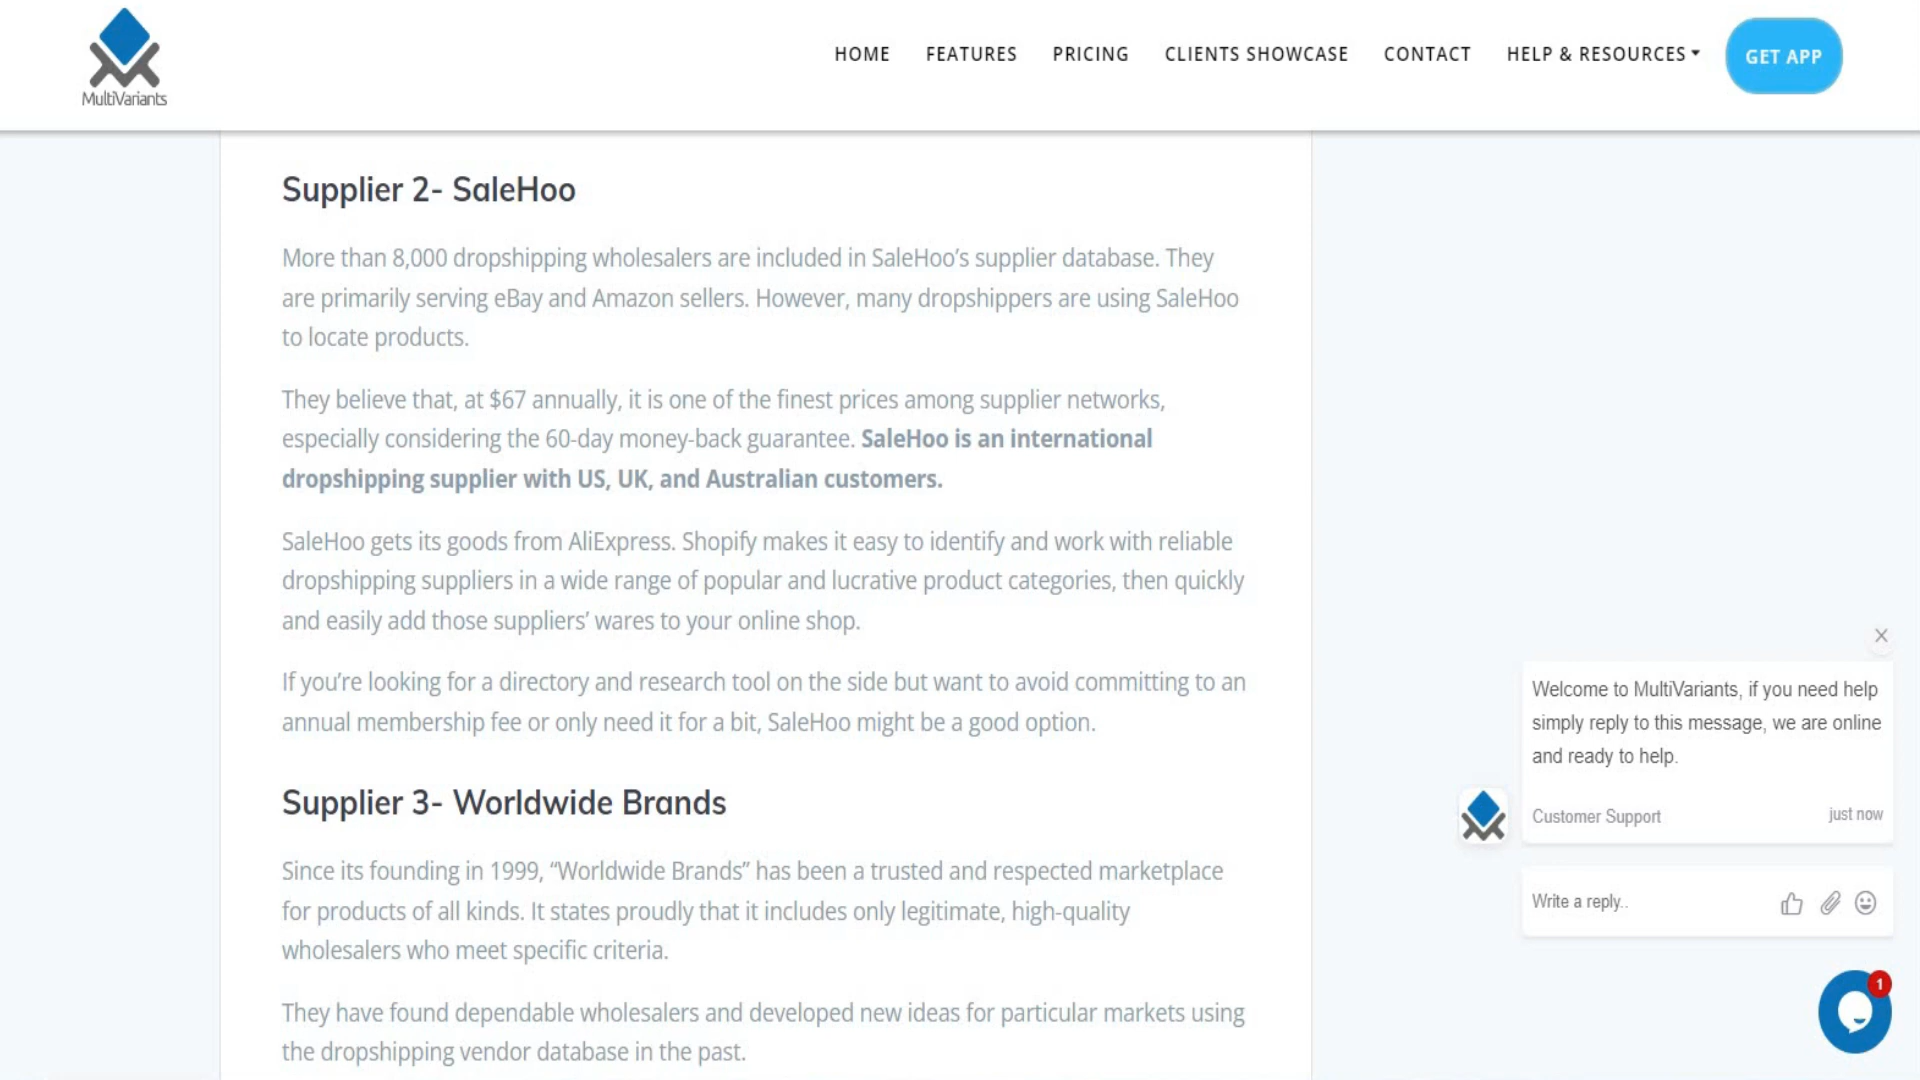 MultiVariants
HOME FEATURES PRICING CLIENTS SHOWCASE CONTACT HELP & RESOURCES GET APP
Supplier 2- SaleHoo
More than 8,000 dropshipping wholesalers are included in SaleHoo’s supplier database. They
are primarily serving eBay and Amazon sellers. However, many dropshippers are using SaleHoo
to locate products.
They believe that, at $67 annually, it is one of the finest prices among supplier networks,
especially considering the 60-day money-back guarantee. SaleHoo is an international
dropshipping supplier with US, UK, and Australian customers.
SaleHoo gets its goods from AliExpress. Shopify makes it easy to identify and work with reliable
dropshipping suppliers in a wide range of popular and lucrative product categories, then quickly
and easily add those suppliers’ wares to your online shop.
If you’re looking for a directory and research tool on the side but want to avoid committing to an
annual membership fee or only need it for a bit, SaleHoo might be a good option.
Supplier 3- Worldwide Brands
Since its founding in 1999, “Worldwide Brands” has been a trusted and respected marketplace
for products of all kinds. It states proudly that it includes only legitimate, high-quality
wholesalers who meet specific criteria.
They have found dependable wholesalers and developed new ideas for particular markets using
the dropshipping vendor database in the past.
Welcome to MultiVariants, if you need help
simply reply to this message, we are online
and ready to help.
Customer Support just now
Write a reply..
1